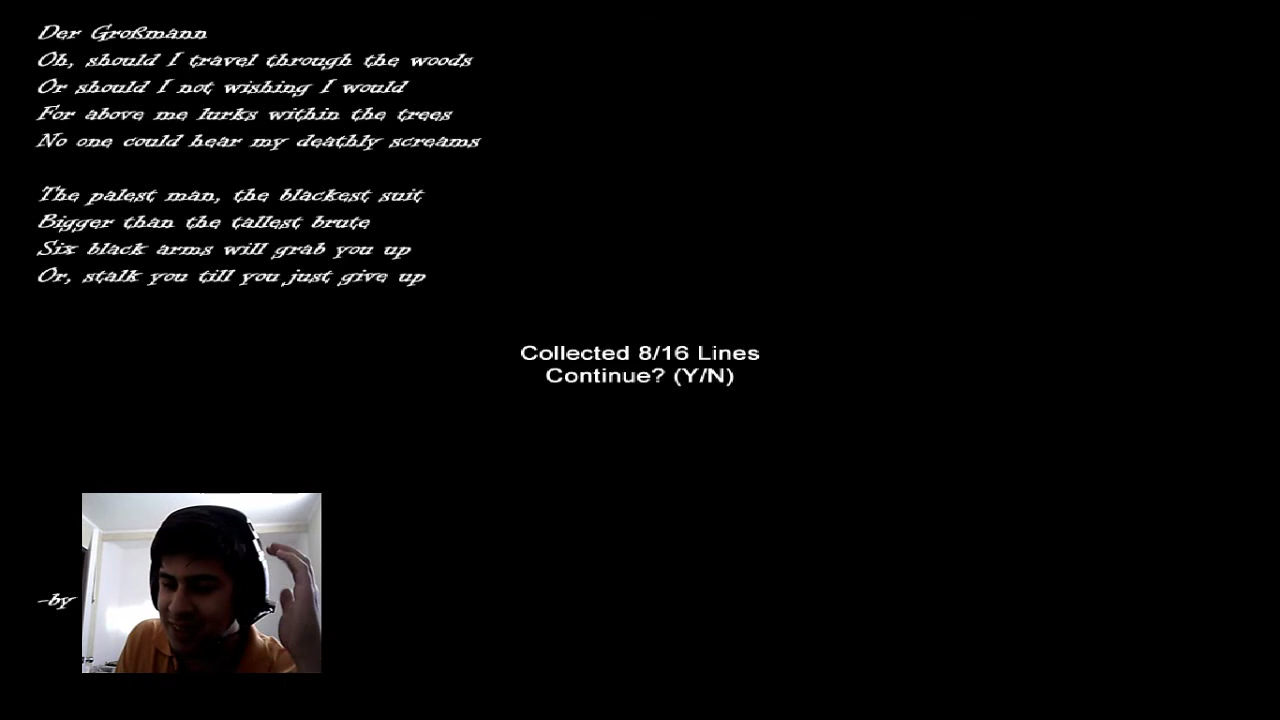 Der Großmann
Oh, should I travel through the woods
Or should I not wishing I would
For above me lurks within the trees
No one could hear my deathly screams
The palest man, the blackest suit
Bigger than the tallest brute
Six black arms will grab you up
Or, stalk you till you just give up
Collected 8/16 Lines
Continue? (Y/N)
-by